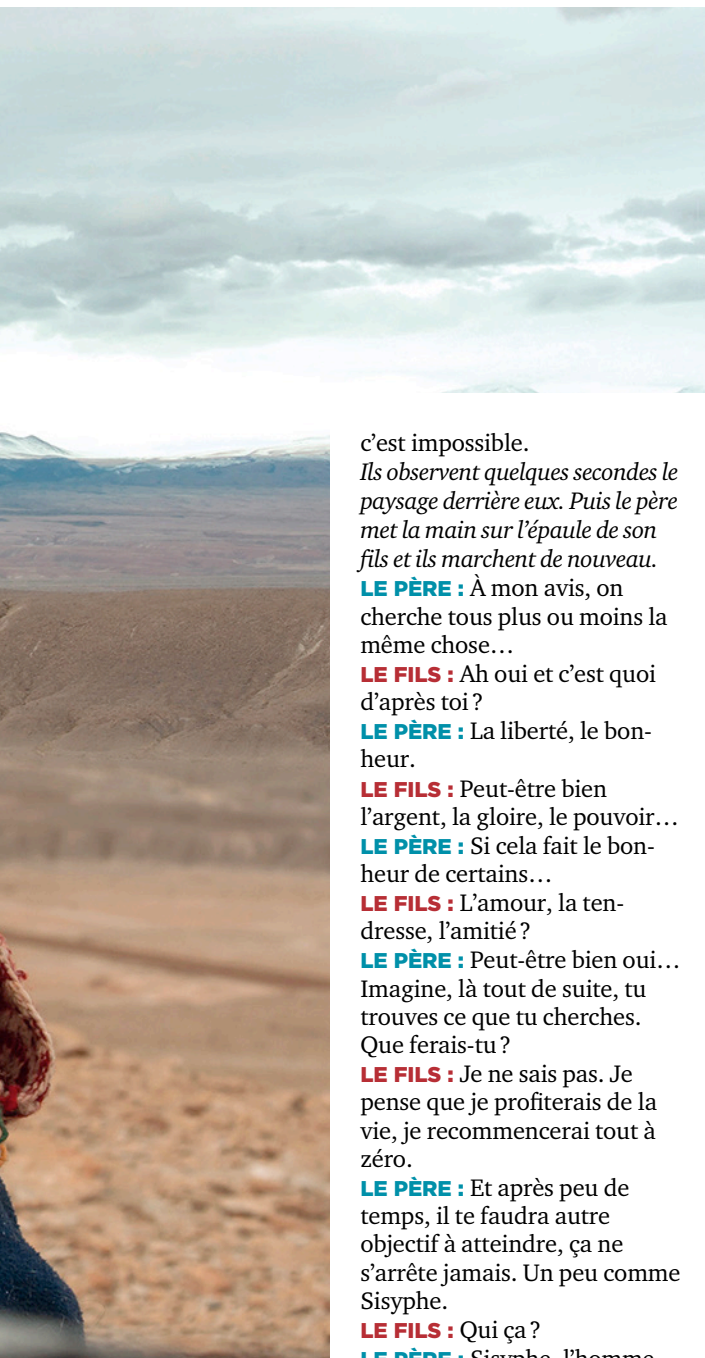 c’est impossible.
Ils observent quelques secondes le
paysage derrière eux. Puis le père
met la main sur l’épaule de son
fils et ils marchent de nouveau.
LE PÈRE : À mon avis, on
cherche tous plus ou moins la
même chose…
LE FILS : Ah oui et c’est quoi
d’après toi ?
LE PÈRE : La liberté, le bon-
heur.
LE FILS : Peut-être bien
l’argent, la gloire, le pouvoir…
LE PÈRE : Si cela fait le bon-
heur de certains…
LE FILS : L’amour, la ten-
dresse, l’amitié ?
LE PÈRE : Peut-être bien oui…
Imagine, là tout de suite, tu
trouves ce que tu cherches.
Que ferais-tu ?
LE FILS : Je ne sais pas. Je
pense que je profiterais de la
vie, je recommencerai tout à
zéro.
LE PÈRE : Et après peu de
temps, il te faudra autre
objectif à atteindre, ça ne
s’arrête jamais. Un peu comme
Sisyphe.
LE FILS : Qui ça ?
LE PÈRE : Sisyphe, l’homme